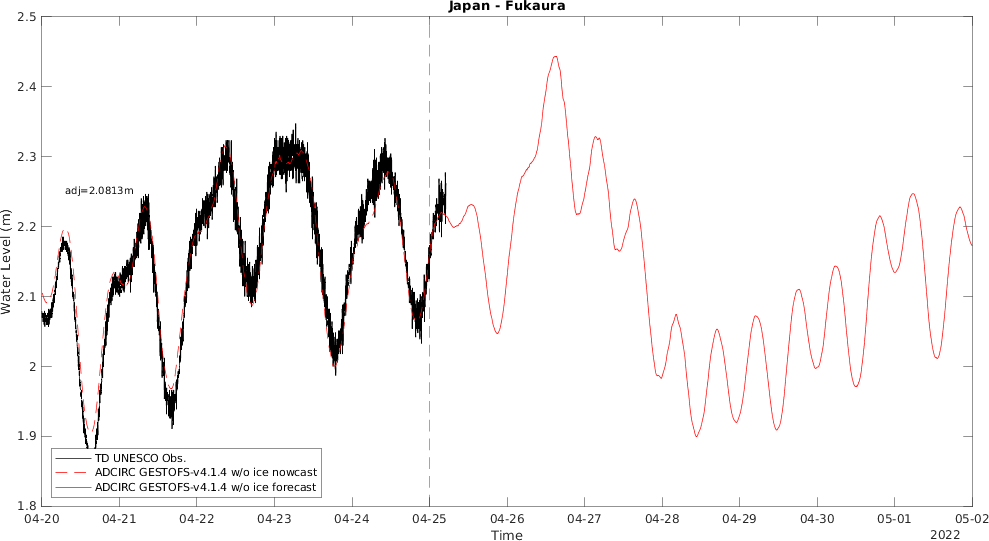 Japan - Fukaura
2.5
2.4
2.3
2.2
2.1
2
1.9
1.8
Water Level (m)
adj=2.0813m
TD UNESCO Obs.
ADCIRC GESTOFS-v4.1.4 w/o ice nowcast
ADCIRC GESTOFS-v4.1.4 w/o ice forecast
04-20 04-21 04-22 04-23 04-24 04-25 04-26 04-27 04-28 04-29 04-30 05-01 05-02
Time
2022